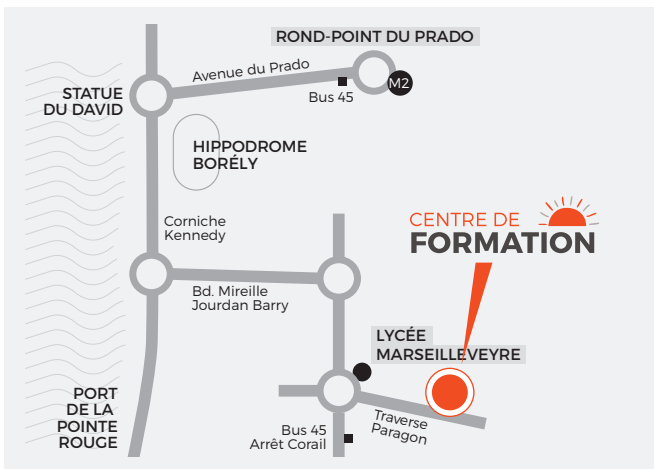 ROND-POINT DU PRADO
Avenue du Prado
M2
Bus 45
STATUE
DU DAVID
HIPPODROME
BORÉLY
Corniche
Kennedy
CENTRE DE
FORMATION
Bd. Mireille
Jourdan Barry
LYCÉE
MARSEILLEVEYRE
PORT
DE LA
POINTE
ROUGE
Traverse
Paragon
Bus 45
Arrêt Corail